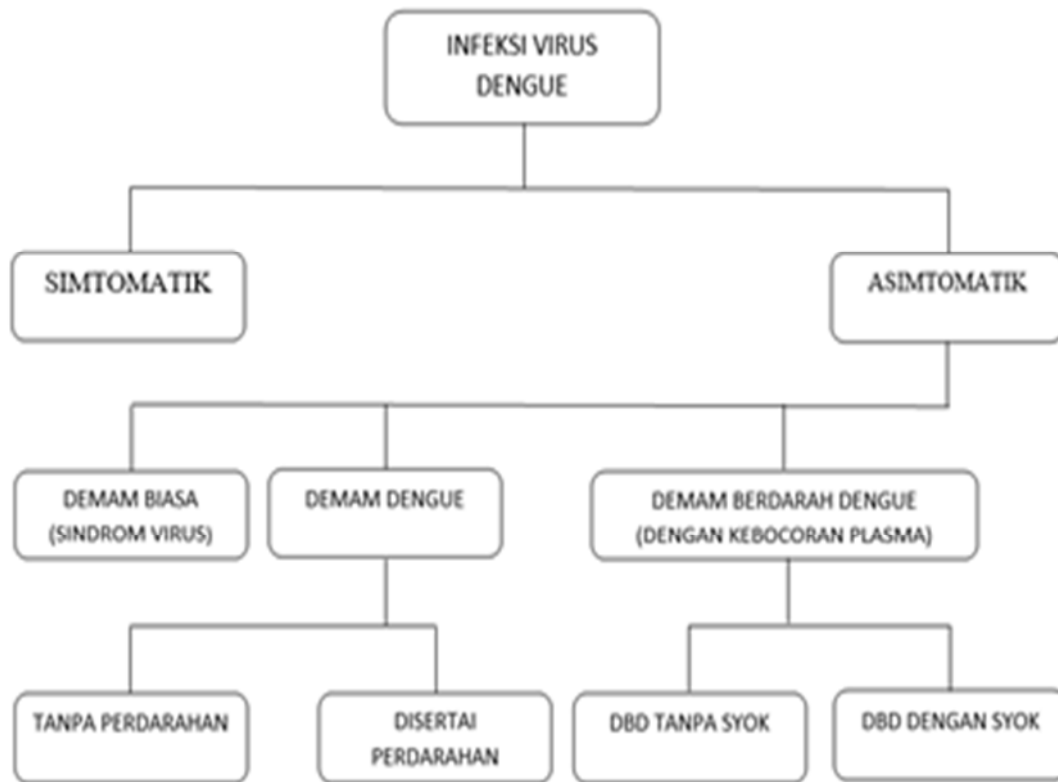 INFEKSI VIRUS
DENGUE
SIMTOMATIK
ASIMTOMATIK
DEMAM BIASA
(SINDROM VIRUS)
DEMAM DENGUE
DEMAM BERDARAH DENGUE
(DENGAN KEBOCORAN PLASMA)
TANPA PERDARAHAN
DISERTAI
PERDARAHAN
DBD TANPA SYOK
DBD DENGAN SYOK